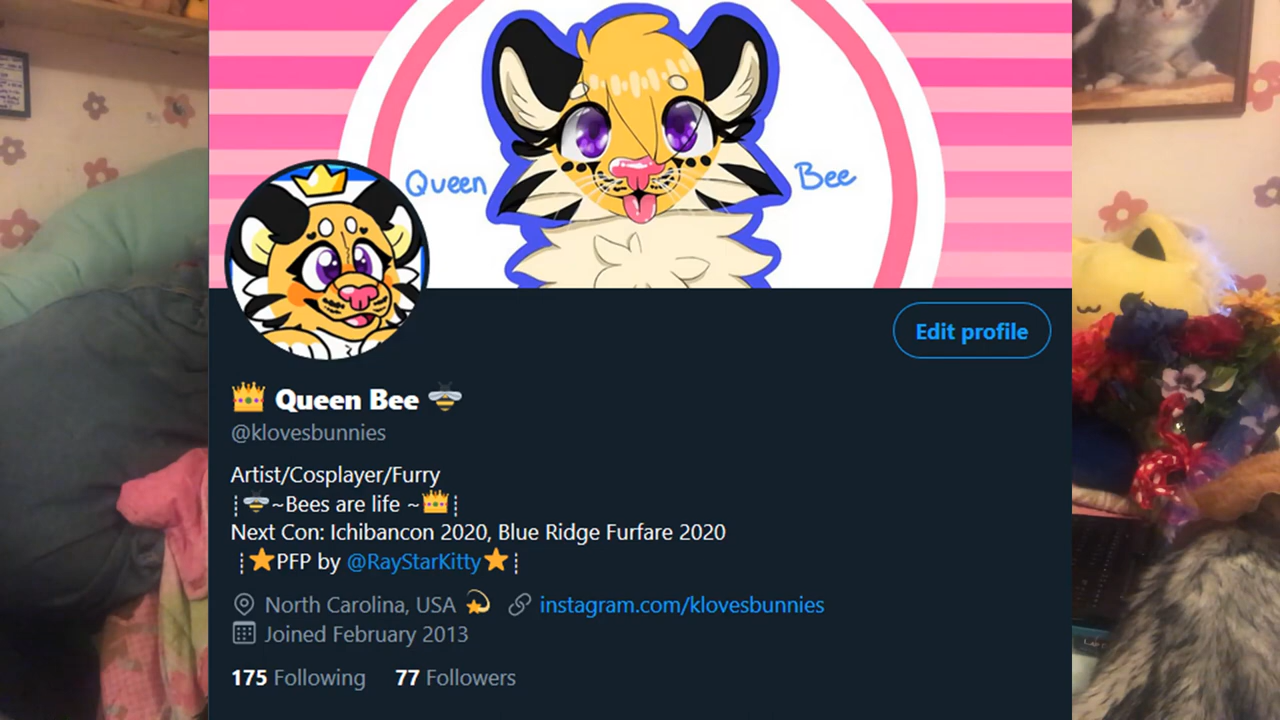 Queen Bee
Edit profile
👑 Queen Bee 🐝
@klovesbunnies
Artist/Cosplayer/Furry
┊🐝~Bees are life ~👑┊
Next Con: Ichibancon 2020, Blue Ridge Furfare 2020
┊⭐PFP by @RayStarKitty⭐┊
North Carolina, USA 💫 instagram.com/klovesbunnies
Joined February 2013
175 Following 77 Followers